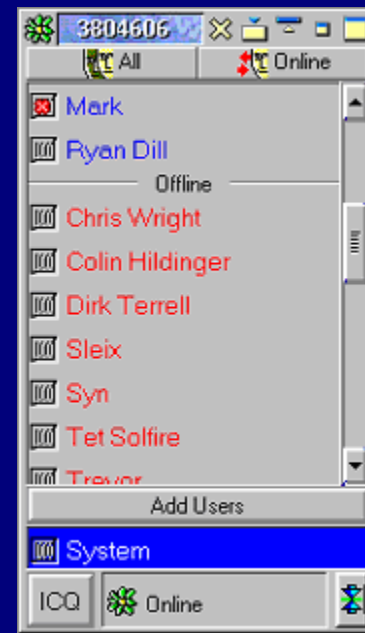 3804606
All Online
Mark
Ryan Dill
Offline
Chris Wright
Colin Hildinger
Dirk Terrell
Sleix
Syn
Tet Solfire
Trevor
Add Users
System
ICQ Online